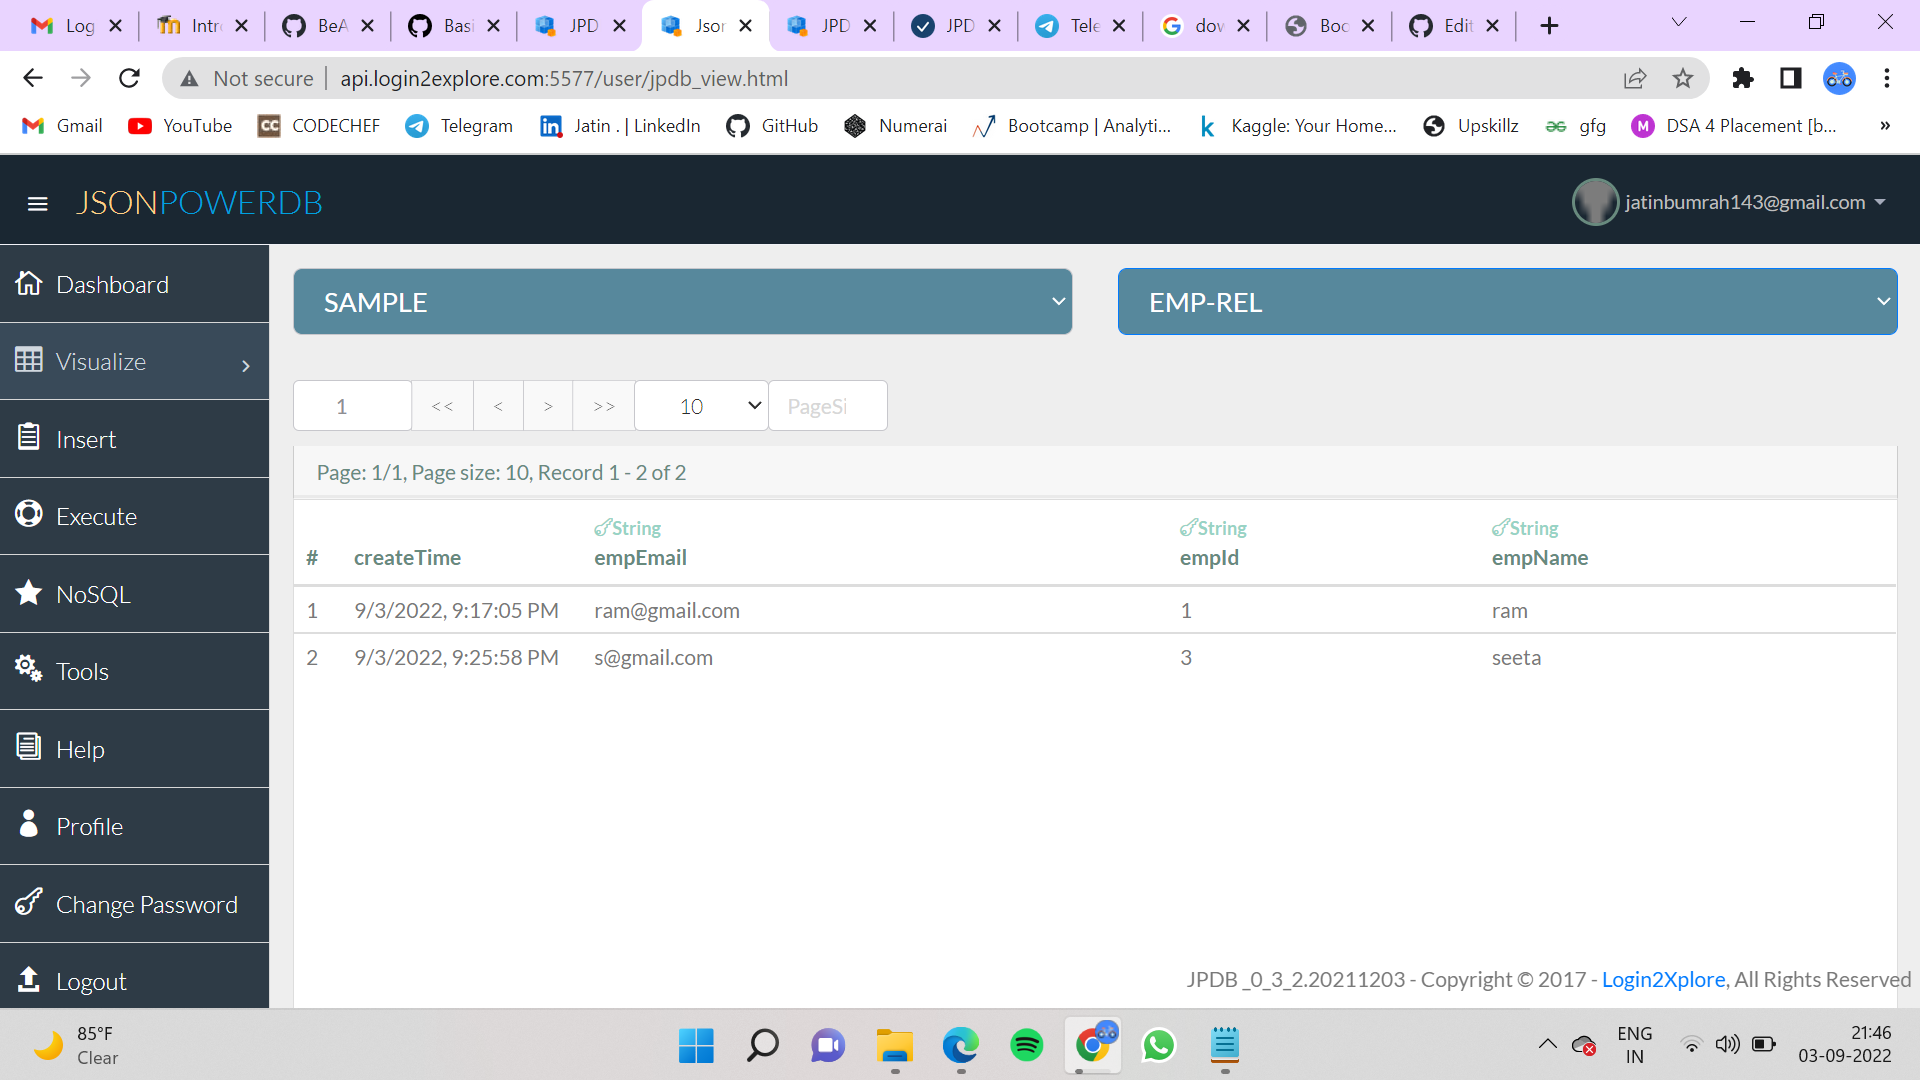 Log
Intr
BeA
Basi
JPD
Json
JPD
JPD
Tele
dow
Boo
Edit
Not secure
api.login2explore.com:5577/user/jpdb_view.html
Gmail
YouTube
CODECHEF
Telegram
Jatin . | LinkedIn
GitHub
Numerai
Bootcamp | Analyti...
Kaggle: Your Home...
Upskillz
gfg
DSA 4 Placement [b...
»
JSONPOWERDB
jatinbumrah143@gmail.com
Dashboard
Visualize
Insert
Execute
NoSQL
Tools
Help
Profile
Change Password
Logout
SAMPLE
EMP-REL
1 << < > >> 10 PageSi
Page: 1/1, Page size: 10, Record 1 - 2 of 2
String String String
# createTime empEmail empId empName
1 9/3/2022, 9:17:05 PM ram@gmail.com 1 ram
2 9/3/2022, 9:25:58 PM s@gmail.com 3 seeta
JPDB _0_3_2.20211203 - Copyright © 2017 - Login2Xplore, All Rights Reserved
85°F
Clear
ENG
IN
21:46
03-09-2022